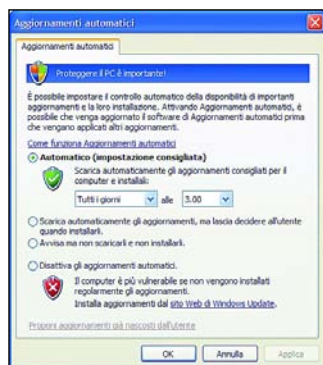 Aggiornamenti automatici
Aggiornamenti automatici
Proteggere il PC è importante!
È possibile impostare il controllo automatico della disponibilità di importanti
aggiornamenti e la loro installazione. Attivando Aggiornamenti automatici, è
possibile che venga aggiornato il software di Aggiornamenti automatici prima
che vengano applicati altri aggiornamenti.
Come funziona Aggiornamenti automatici
Automatico (impostazione consigliata)
Scarica automaticamente gli aggiornamenti consigliati per il
computer e installali:
Tutti i giorni alle 3.00
Scarica automaticamente gli aggiornamenti, ma lascia decidere all'utente
quando installarli.
Avvisa ma non scaricarli e non installarli.
Disattiva gli aggiornamenti automatici.
Il computer è più vulnerabile se non vengono installati
regolarmente gli aggiornamenti.
Installa aggiornamenti dal sito Web di Windows Update.
Proponi aggiornamenti già nascosti dall'utente
OK Annulla Applica